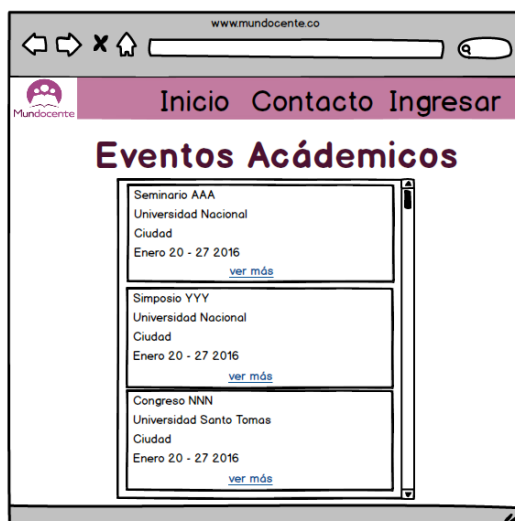 www.mundocente.co
Mundocente
Inicio Contacto Ingresar
Eventos Acádemicos
Seminario AAA
Universidad Nacional
Ciudad
Enero 20 - 27 2016
ver más
Simposio YYY
Universidad Nacional
Ciudad
Enero 20 - 27 2016
ver más
Congreso NNN
Universidad Santo Tomas
Ciudad
Enero 20 - 27 2016
ver más